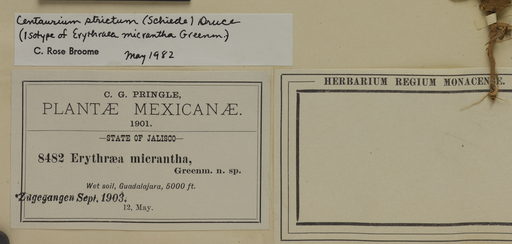 Centaurium strictum (Schiede) Druce
(Isotype of Erythraea micrantha Greenm.)
C. Rose Broome May 1982
C. G. PRINGLE,
PLANTÆ MEXICANÆ.
1901.
—STATE OF JALISCO—
8482 Erythræa micrantha,
Greenm. n. sp.
Wet soil, Guadalajara, 5000 ft.
Zugegangen Sept. 1903.
12, May.
HERBARIUM REGIUM MONACENSE.